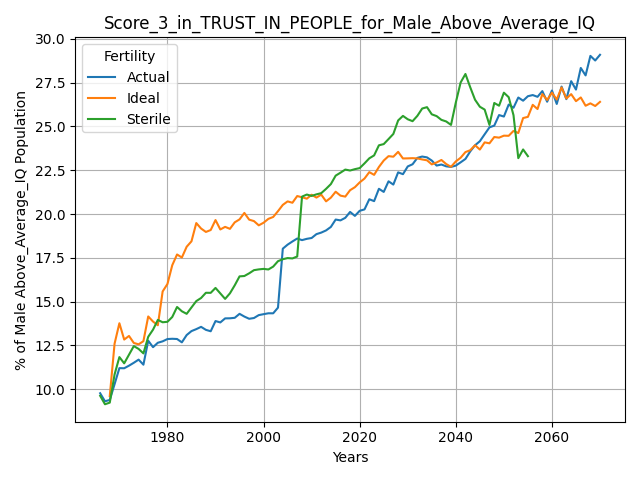 Score_3_in_TRUST_IN_PEOPLE_for_Male_Above_Average_IQ
% of Male Above_Average_IQ Population
30.0
27.5
25.0
22.5
20.0
17.5
15.0
12.5
10.0
Fertility
Actual
Ideal
Sterile
1980
2000
2020
2040
2060
Years